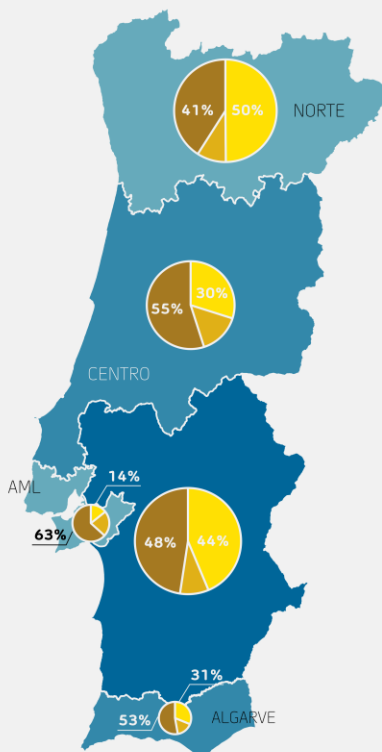 41%
50%
NORTE
30%
55%
CENTRO
AML
14%
63%
48%
44%
31%
53%
ALGARVE